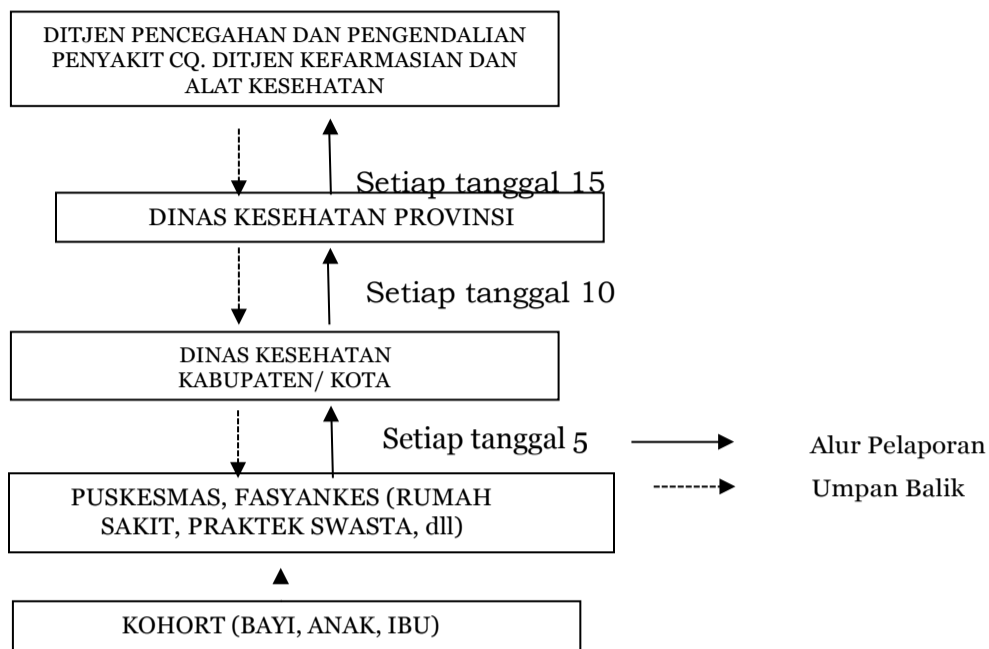 DITJEN PENCEGAHAN DAN PENGENDALIAN
PENYAKIT CQ. DITJEN KEFARMASIAN DAN
ALAT KESEHATAN
Setiap tanggal 15
DINAS KESEHATAN PROVINSI
Setiap tanggal 10
DINAS KESEHATAN
KABUPATEN/ KOTA
Setiap tanggal 5
Alur Pelaporan
Umpan Balik
PUSKESMAS, FASYANKES (RUMAH
SAKIT, PRAKTEK SWASTA, dll)
KOHORT (BAYI, ANAK, IBU)